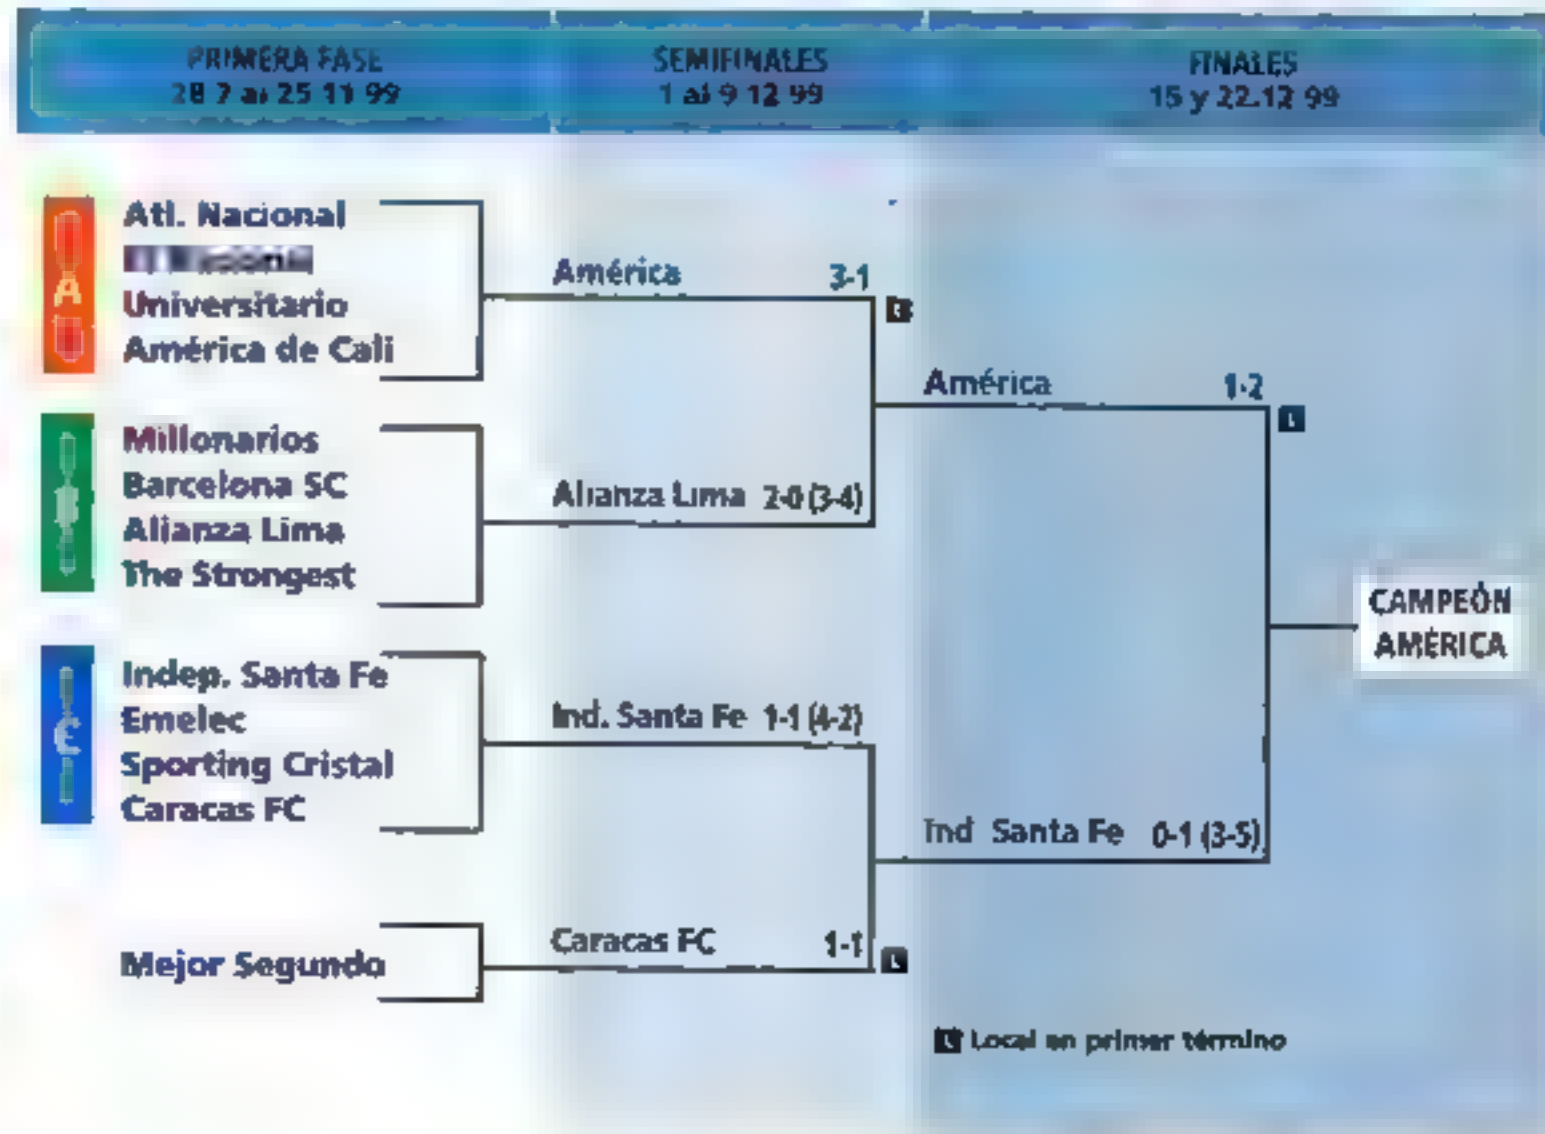 PRIMERA FASE
28 7 al 25 11 99
SEMIFINALES
1 al 9 12 99
FINALES
15 y 22.12 99
A
Atl. Nacional
Universitario
América de Cali
B
Millonarios
Barcelona SC
Alianza Lima
The Strongest
C
Indep. Santa Fe
Emelec
Sporting Cristal
Caracas FC
Mejor Segundo
América 3-1
L
Alianza Lima 2-0 (3-4)
Ind. Santa Fe 1-1 (4-2)
Caracas FC 1-1
L
América 1-2
L
Ind Santa Fe 0-1 (3-5)
CAMPEÓN
AMÉRICA
L Local en primer término